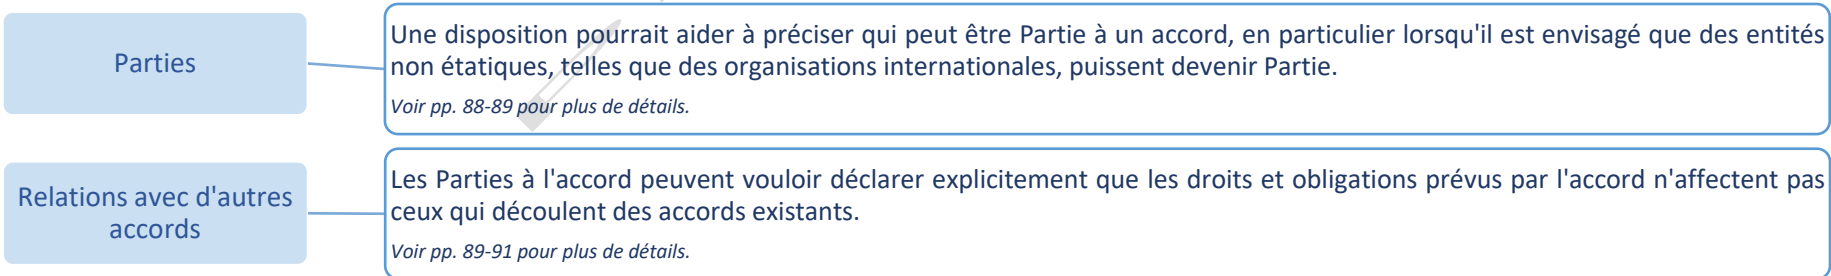 Parties
Une disposition pourrait aider à préciser qui peut être Partie à un accord, en particulier lorsqu'il est envisagé que des entités
non étatiques, telles que des organisations internationales, puissent devenir Partie.
Voir pp. 88-89 pour plus de détails.
Relations avec d'autres
accords
Les Parties à l'accord peuvent vouloir déclarer explicitement que les droits et obligations prévus par l'accord n'affectent pas
ceux qui découlent des accords existants.
Voir pp. 89-91 pour plus de détails.